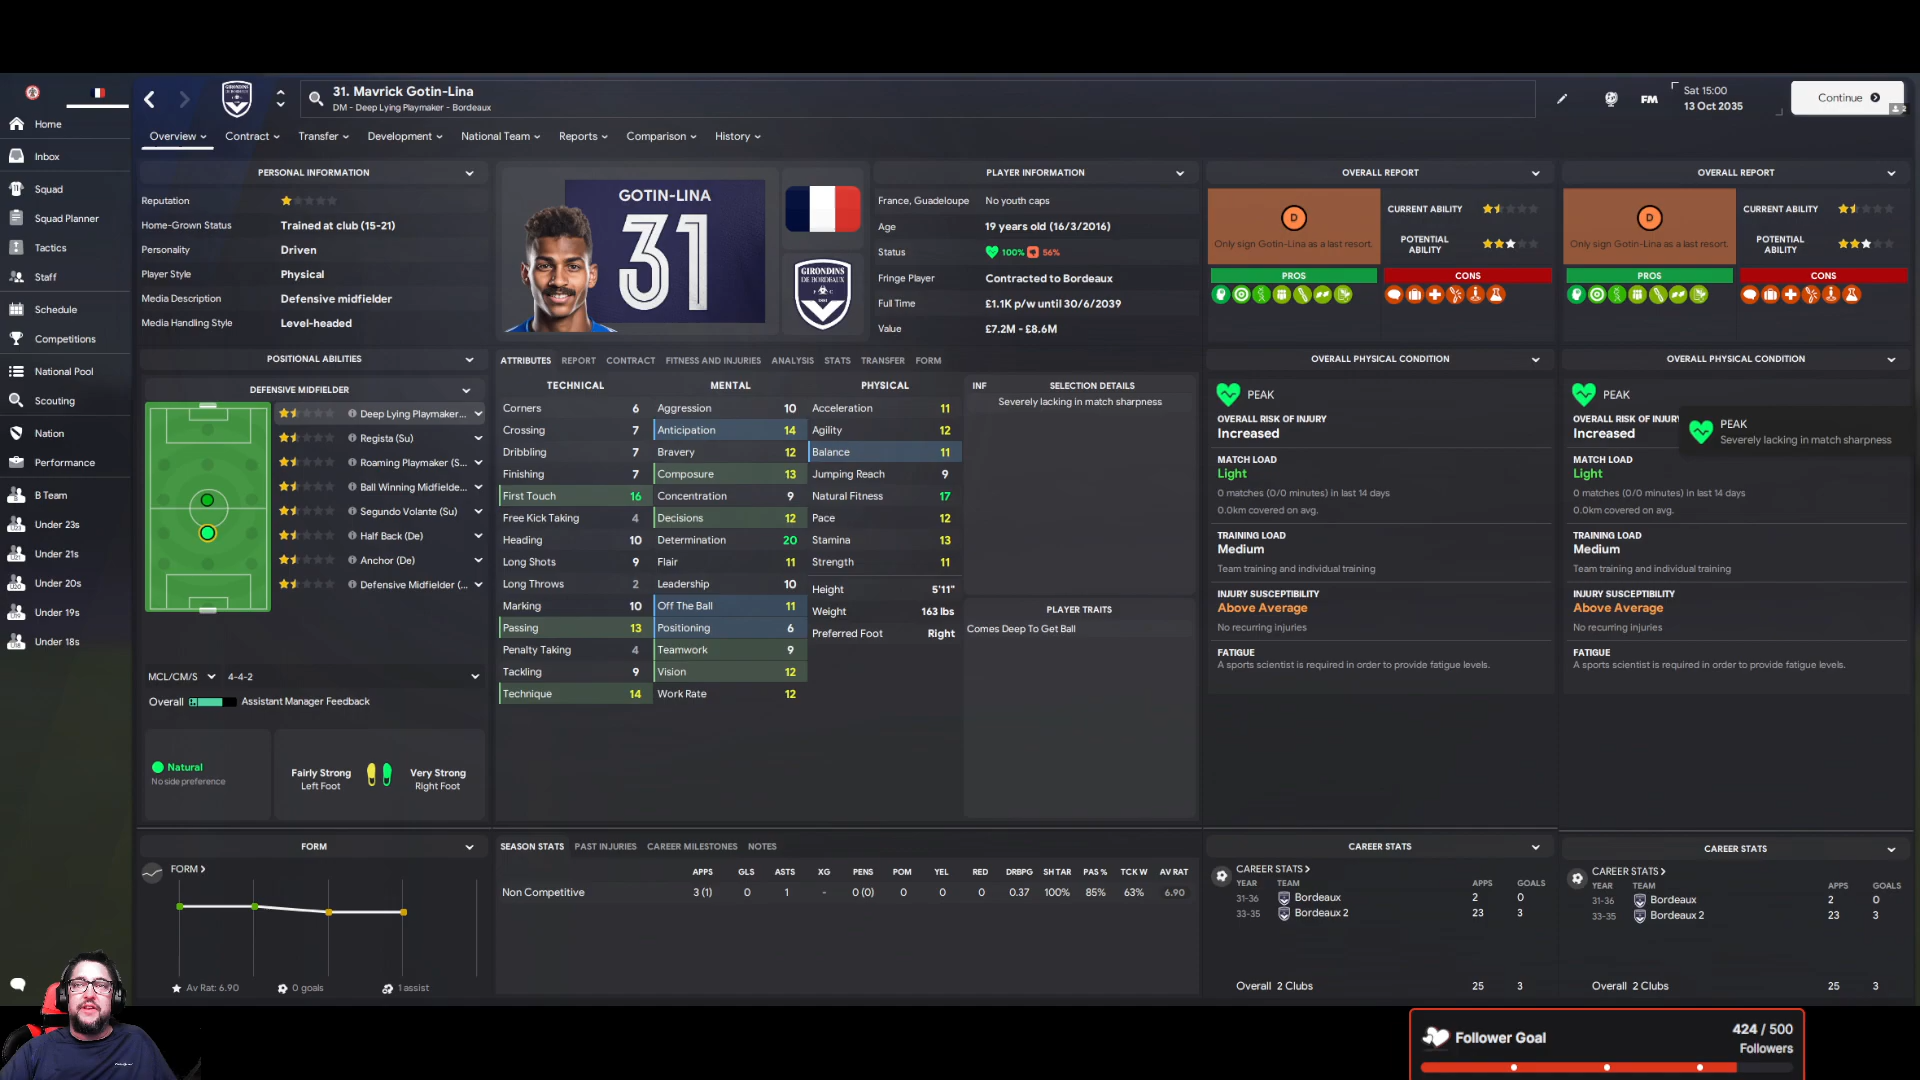 31. Mavrick Gotin-Lina
DM - Deep Lying Playmaker - Bordeaux
FM
Sat 15:00
13 Oct 2035
Continue
2
Home
Inbox
Squad
Squad Planner
Tactics
Staff
Schedule
Competitions
National Pool
Scouting
Nation
Performance
B Team
Under 23s
Under 21s
Under 20s
Under 19s
Under 18s
Overview
Contract
Transfer
Development
National Team
Reports
Comparison
History
PERSONAL INFORMATION
Reputation
Home-Grown Status Trained at club (15-21)
Personality Driven
Player Style Physical
Media Description Defensive midfielder
Media Handling Style Level-headed
GOTIN-LINA
31
GIRONDINS
DE BORDEAUX
PLAYER INFORMATION
France, Guadeloupe No youth caps
Age 19 years old (16/3/2016)
Status 100% 56%
Fringe Player Contracted to Bordeaux
Full Time £1.1K p/w until 30/6/2039
Value £7.2M - £8.6M
OVERALL REPORT
D
Only sign Gotin-Lina as a last resort.
CURRENT ABILITY
POTENTIAL
ABILITY
PROS CONS
OVERALL REPORT
D
Only sign Gotin-Lina as a last resort.
CURRENT ABILITY
POTENTIAL
ABILITY
PROS CONS
POSITIONAL ABILITIES
DEFENSIVE MIDFIELDER
Deep Lying Playmaker...
Regista (Su)
Roaming Playmaker (S...
Ball Winning Midfielde...
Segundo Volante (Su)
Half Back (De)
Anchor (De)
Defensive Midfielder (...
MCL/CM/S 4-4-2
Overall Assistant Manager Feedback
Natural
No side preference
Fairly Strong
Left Foot
Very Strong
Right Foot
ATTRIBUTES REPORT CONTRACT FITNESS AND INJURIES ANALYSIS STATS TRANSFER FORM
TECHNICAL
Corners 6
Crossing 7
Dribbling 7
Finishing 7
First Touch 16
Free Kick Taking 4
Heading 10
Long Shots 9
Long Throws 2
Marking 10
Passing 13
Penalty Taking 4
Tackling 9
Technique 14
MENTAL
Aggression 10
Anticipation 14
Bravery 12
Composure 13
Concentration 9
Decisions 12
Determination 20
Flair 11
Leadership 10
Off The Ball 11
Positioning 6
Teamwork 9
Vision 12
Work Rate 12
PHYSICAL
Acceleration 11
Agility 12
Balance 11
Jumping Reach 9
Natural Fitness 17
Pace 12
Stamina 13
Strength 11
Height 5'11"
Weight 163 lbs
Preferred Foot Right
INF SELECTION DETAILS
Severely lacking in match sharpness
PLAYER TRAITS
Comes Deep To Get Ball
OVERALL PHYSICAL CONDITION
PEAK
OVERALL RISK OF INJURY
Increased
MATCH LOAD
Light
0 matches (0/0 minutes) in last 14 days
0.0km covered on avg.
TRAINING LOAD
Medium
Team training and individual training
INJURY SUSCEPTIBILITY
Above Average
No recurring injuries
FATIGUE
A sports scientist is required in order to provide fatigue levels.
OVERALL PHYSICAL CONDITION
PEAK
OVERALL RISK OF INJURY
Increased
PEAK
Severely lacking in match sharpness
MATCH LOAD
Light
0 matches (0/0 minutes) in last 14 days
0.0km covered on avg.
TRAINING LOAD
Medium
Team training and individual training
INJURY SUSCEPTIBILITY
Above Average
No recurring injuries
FATIGUE
A sports scientist is required in order to provide fatigue levels.
FORM
FORM
Av Rat: 6.90 0 goals 1 assist
SEASON STATS PAST INJURIES CAREER MILESTONES NOTES
APPS GLS ASTS XG PENS POM YEL RED DRBPG SH TAR PAS % TCK W AV RAT
Non Competitive 3 (1) 0 1 - 0 (0) 0 0 0 0.37 100% 85% 63% 6.90
CAREER STATS
CAREER STATS
YEAR TEAM APPS GOALS
31-36 Bordeaux 2 0
33-35 Bordeaux 2 23 3
Overall 2 Clubs 25 3
CAREER STATS
CAREER STATS
YEAR TEAM APPS GOALS
31-36 Bordeaux 2 0
33-35 Bordeaux 2 23 3
Overall 2 Clubs 25 3
Follower Goal
424 / 500
Followers